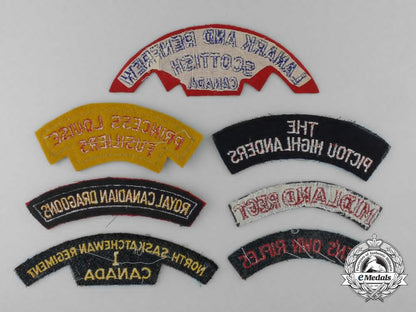 LANARK AND RENFREW
SCOTTISH
CANADA
PRINCESS LOUISE
FUSILIERS
THE
PICTOU HIGHLANDERS
ROYAL CANADIAN DRAGOONS
MIDLAND REGT
NORTH SASKATCHEWAN REGIMENT
1
CANADA
OWN RIFLES
eMedals